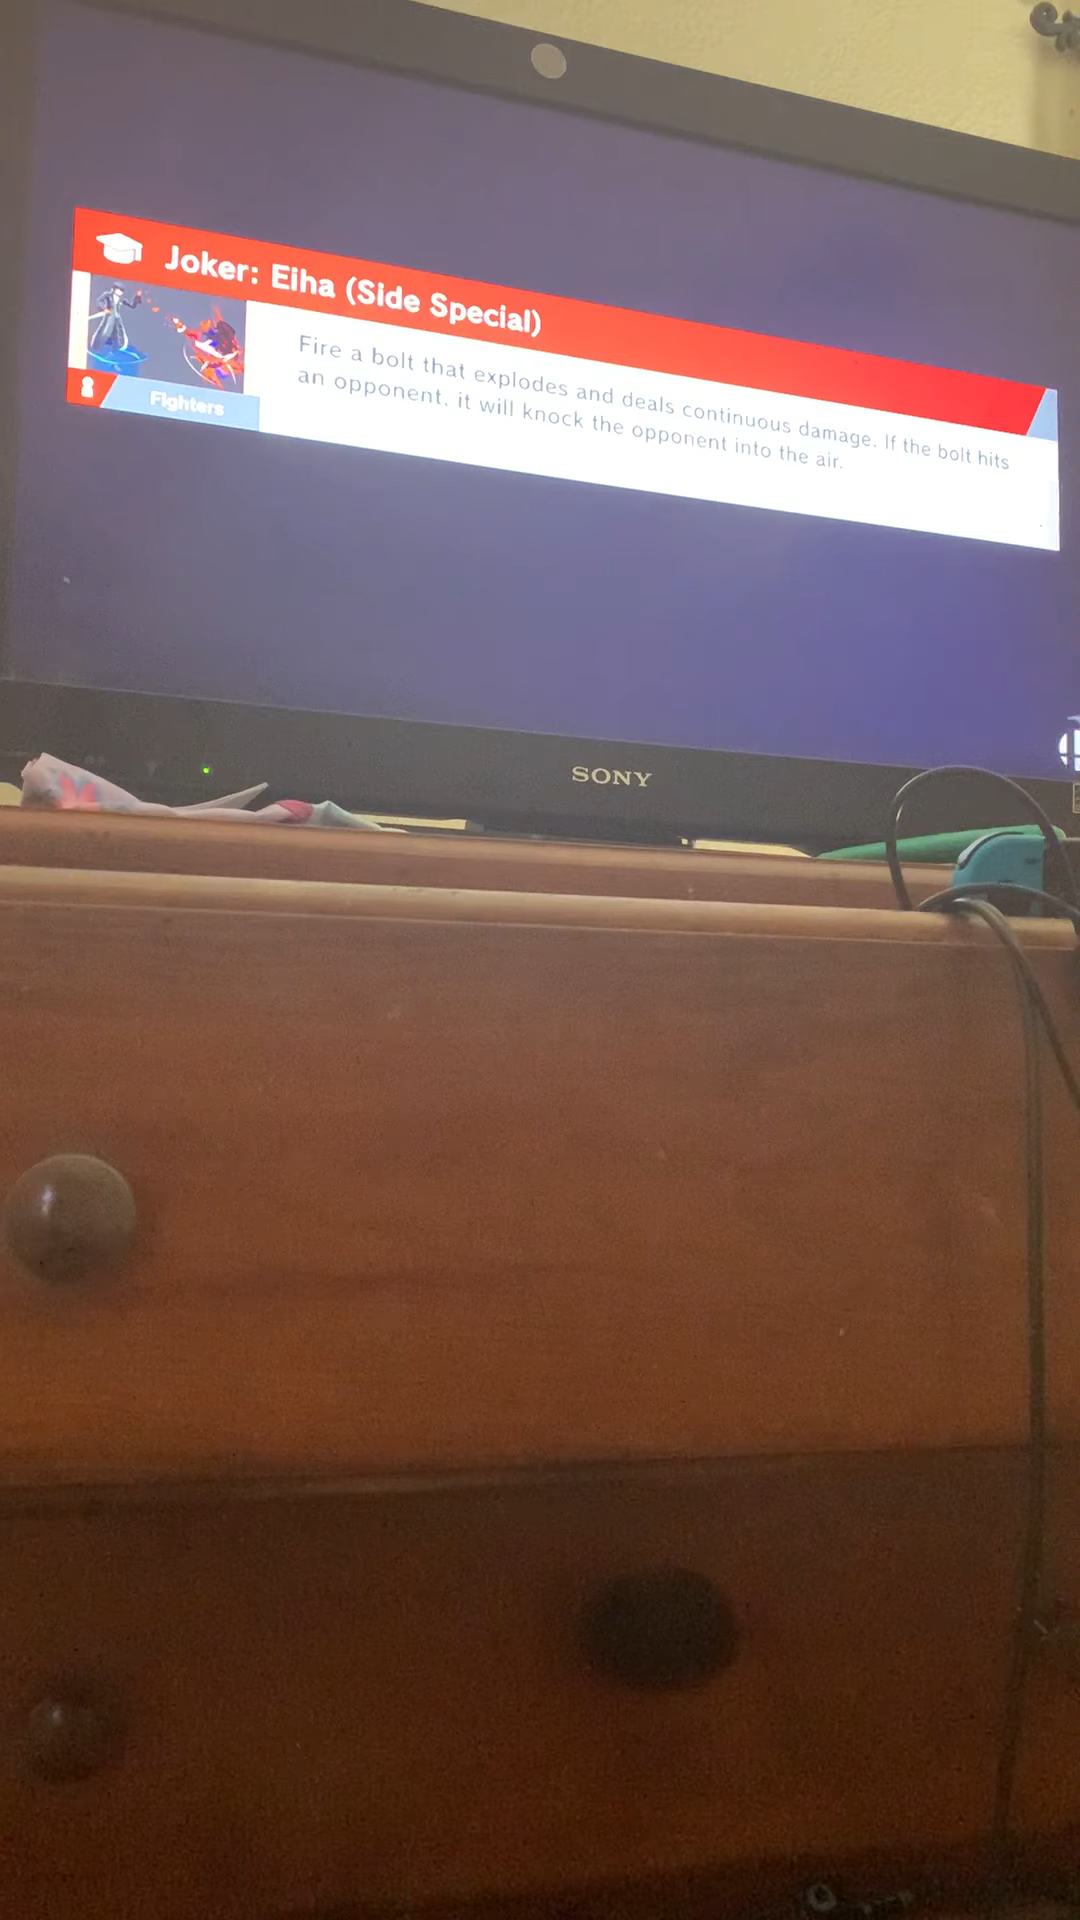 Joker: Eiha (Side Special)
Fire a bolt that explodes and deals continuous damage. If the bolt hits
an opponent, it will knock the opponent into the air.
Fighters
SONY